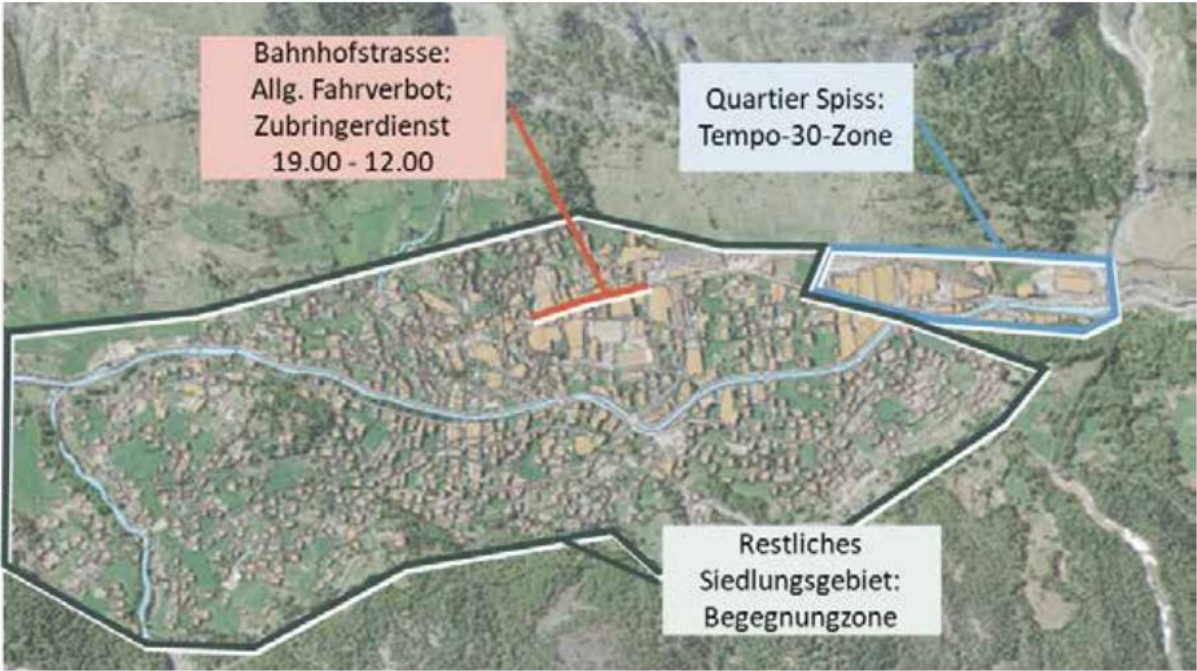 Bahnhofstrasse:
Allg. Fahrverbot;
Zubringerdienst
19.00 - 12.00
Quartier Spiss:
Tempo-30-Zone
Restliches
Siedlungsgebiet:
Begegnungzone